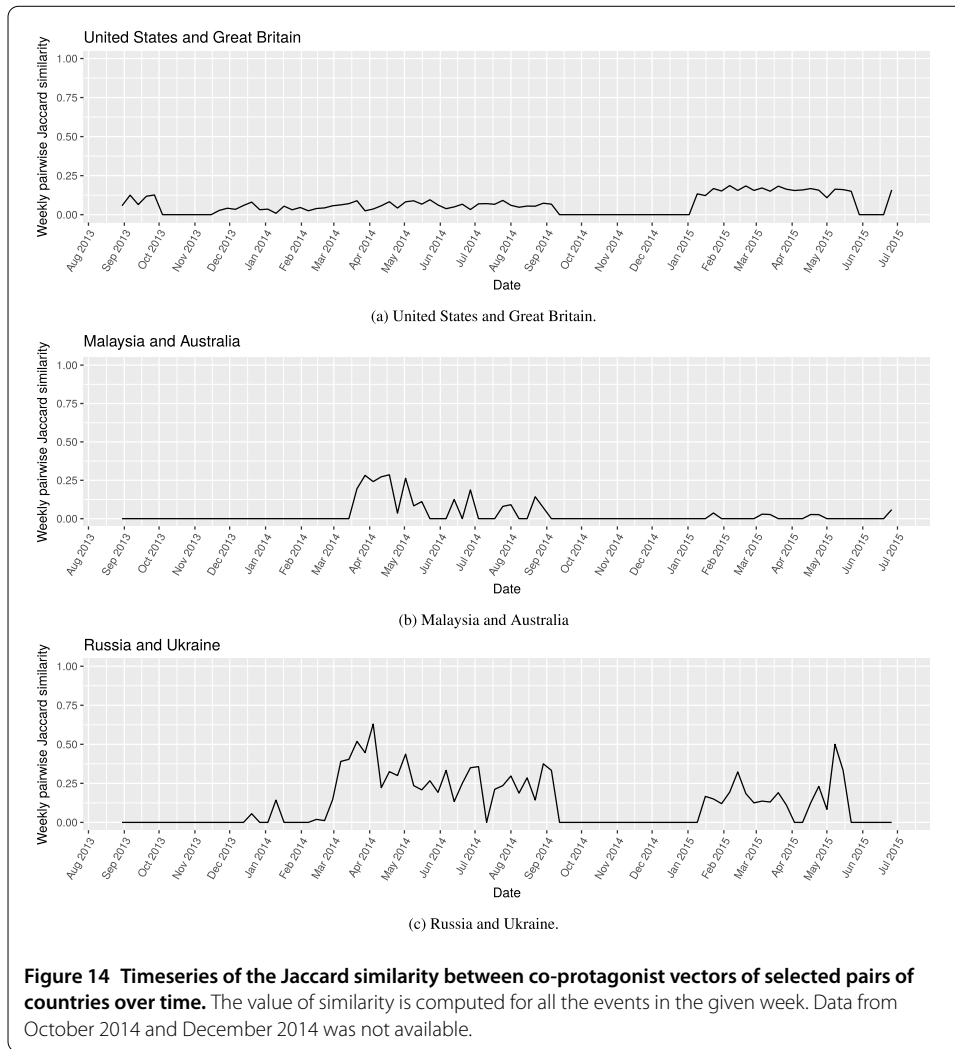 United States and Great Britain
Weekly pairwise Jaccard similarity
1.00
0.75
0.50
0.25
0.00
Aug 2013
Sep 2013
Oct 2013
Nov 2013
Dec 2013
Jan 2014
Feb 2014
Mar 2014
Apr 2014
May 2014
Jun 2014
Jul 2014
Aug 2014
Sep 2014
Oct 2014
Nov 2014
Dec 2014
Jan 2015
Feb 2015
Mar 2015
Apr 2015
May 2015
Jun 2015
Jul 2015
Date
(a) United States and Great Britain.
Malaysia and Australia
Weekly pairwise Jaccard similarity
1.00
0.75
0.50
0.25
0.00
Aug 2013
Sep 2013
Oct 2013
Nov 2013
Dec 2013
Jan 2014
Feb 2014
Mar 2014
Apr 2014
May 2014
Jun 2014
Jul 2014
Aug 2014
Sep 2014
Oct 2014
Nov 2014
Dec 2014
Jan 2015
Feb 2015
Mar 2015
Apr 2015
May 2015
Jun 2015
Jul 2015
Date
(b) Malaysia and Australia
Russia and Ukraine
Weekly pairwise Jaccard similarity
1.00
0.75
0.50
0.25
0.00
Aug 2013
Sep 2013
Oct 2013
Nov 2013
Dec 2013
Jan 2014
Feb 2014
Mar 2014
Apr 2014
May 2014
Jun 2014
Jul 2014
Aug 2014
Sep 2014
Oct 2014
Nov 2014
Dec 2014
Jan 2015
Feb 2015
Mar 2015
Apr 2015
May 2015
Jun 2015
Jul 2015
Date
(c) Russia and Ukraine.
Figure 14 Timeseries of the Jaccard similarity between co-protagonist vectors of selected pairs of
countries over time. The value of similarity is computed for all the events in the given week. Data from
October 2014 and December 2014 was not available.